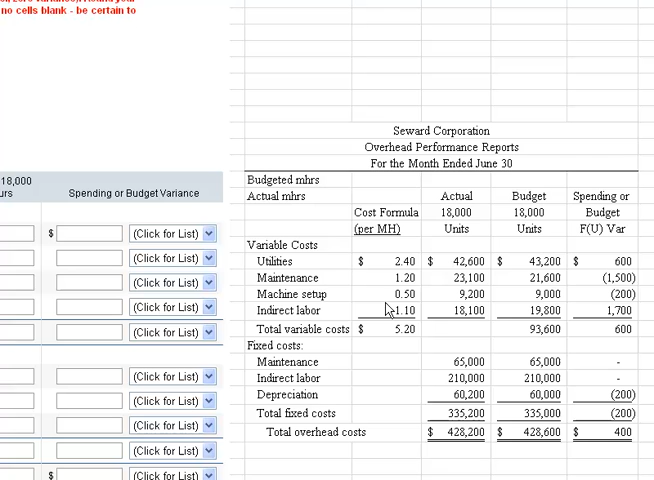 no cells blank - be certain to
18,000
urs
Spending or Budget Variance
$ (Click for List)
(Click for List)
(Click for List)
(Click for List)
(Click for List)
(Click for List)
(Click for List)
(Click for List)
(Click for List)
$ (Click for List)
Seward Corporation
Overhead Performance Reports
For the Month Ended June 30
Budgeted mhrs
Actual mhrs Actual Budget Spending or
Cost Formula 18,000 18,000 Budget
(per MH) Units Units F(U) Var
Variable Costs
Utilities $ 2.40 $ 42,600 $ 43,200 $ 600
Maintenance 1.20 23,100 21,600 (1,500)
Machine setup 0.50 9,200 9,000 (200)
Indirect labor 1.10 18,100 19,800 1,700
Total variable costs $ 5.20 93,600 600
Fixed costs:
Maintenance 65,000 65,000 -
Indirect labor 210,000 210,000 -
Depreciation 60,200 60,000 (200)
Total fixed costs 335,200 335,000 (200)
Total overhead costs $ 428,200 $ 428,600 $ 400